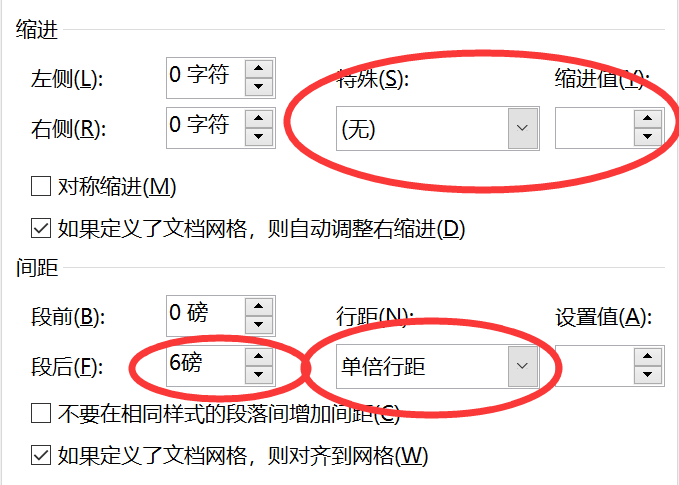 缩进
左侧(L): 0 字符 特殊(S): 缩进值(Y):
右侧(R): 0 字符 (无)
对称缩进(M)
如果定义了文档网格，则自动调整右缩进(D)
间距
段前(B): 0 磅 行距(N): 设置值(A):
段后(F): 6磅 单倍行距
不要在相同样式的段落间增加间距(C)
如果定义了文档网格，则对齐到网格(W)